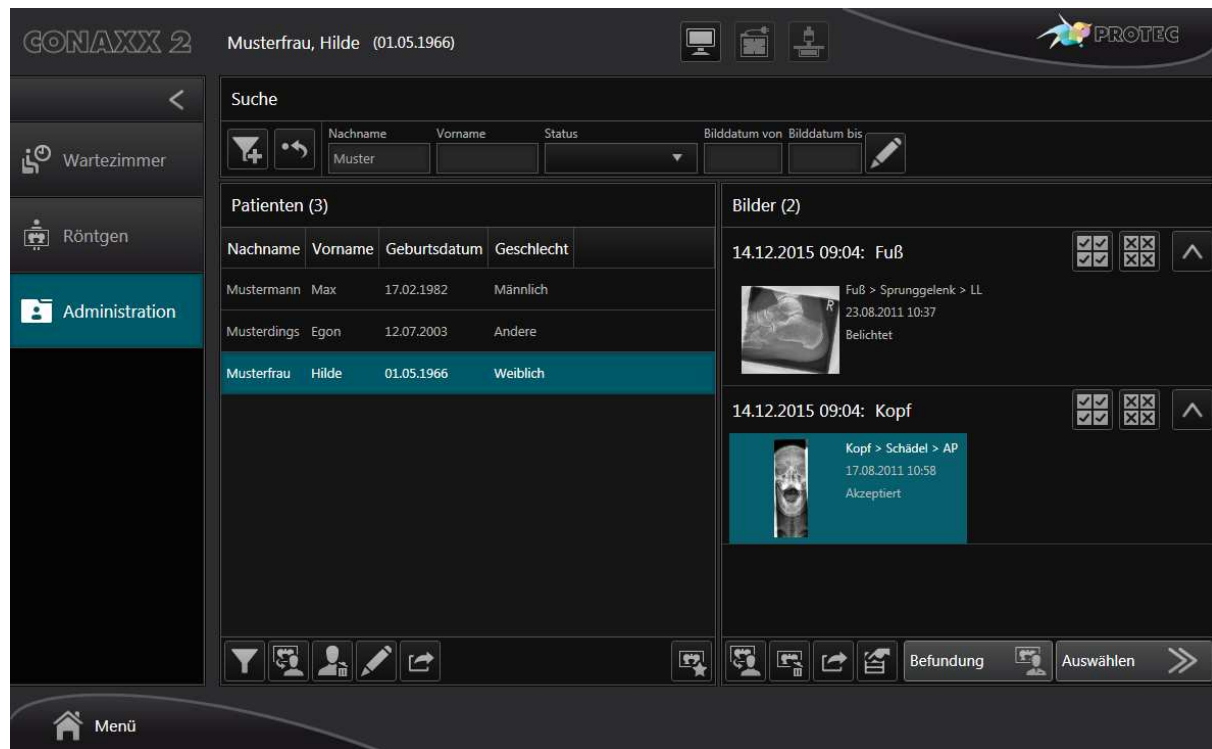 CONAXX 2
Musterfrau, Hilde (01.05.1966)
PROTEC
Suche
Nachname Vorname Status Bilddatum von Bilddatum bis
Muster
Wartezimmer
Röntgen
Administration
Patienten (3)
Nachname Vorname Geburtsdatum Geschlecht
Mustermann Max 17.02.1982 Männlich
Musterdings Egon 12.07.2003 Andere
Musterfrau Hilde 01.05.1966 Weiblich
Bilder (2)
14.12.2015 09:04: Fuß
R
Fuß > Sprunggelenk > LL
23.08.2011 10:37
Belichtet
14.12.2015 09:04: Kopf
Kopf > Schädel > AP
17.08.2011 10:58
Akzeptiert
Befundung
Auswählen
Menü